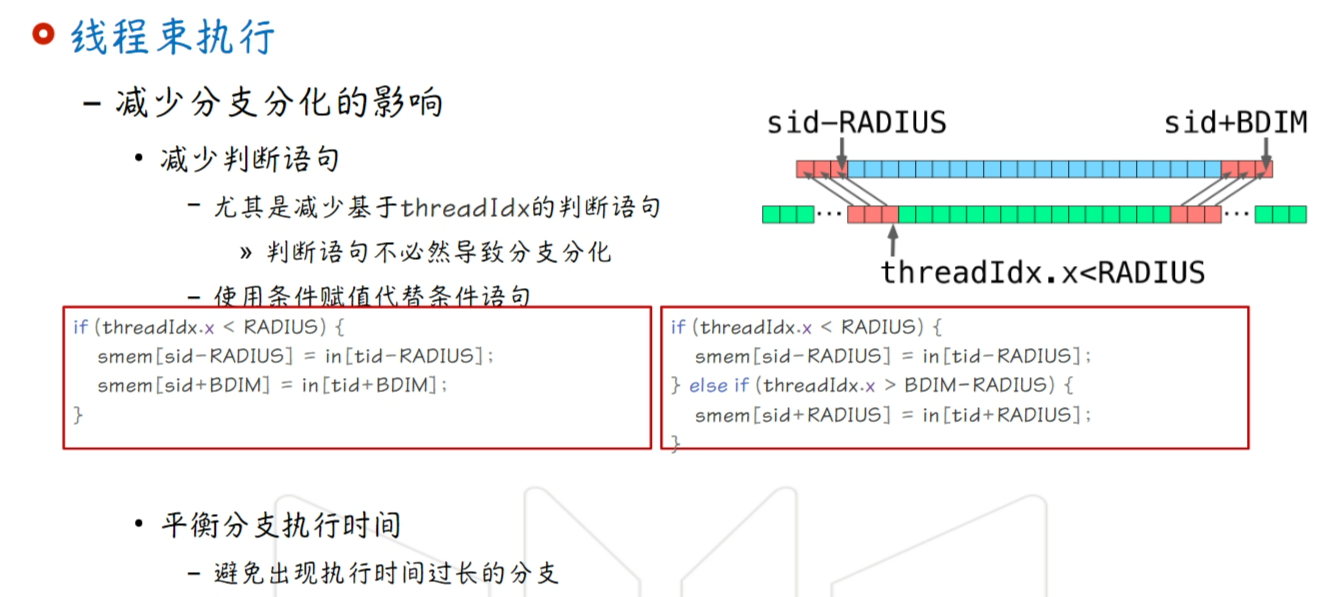 线程束执行
– 减少分支分化的影响
• 减少判断语句
– 尤其是减少基于threadIdx的判断语句
» 判断语句不必然导致分支分化
– 使用条件赋值代替条件语句
sid-RADIUS
sid+BDIM
...
...
threadIdx.x<RADIUS
if (threadIdx.x < RADIUS) {
smem[sid-RADIUS] = in[tid-RADIUS];
smem[sid+BDIM] = in[tid+BDIM];
}
if (threadIdx.x < RADIUS) {
smem[sid-RADIUS] = in[tid-RADIUS];
} else if (threadIdx.x > BDIM-RADIUS) {
smem[sid+RADIUS] = in[tid+RADIUS];
}
• 平衡分支执行时间
– 避免出现执行时间过长的分支